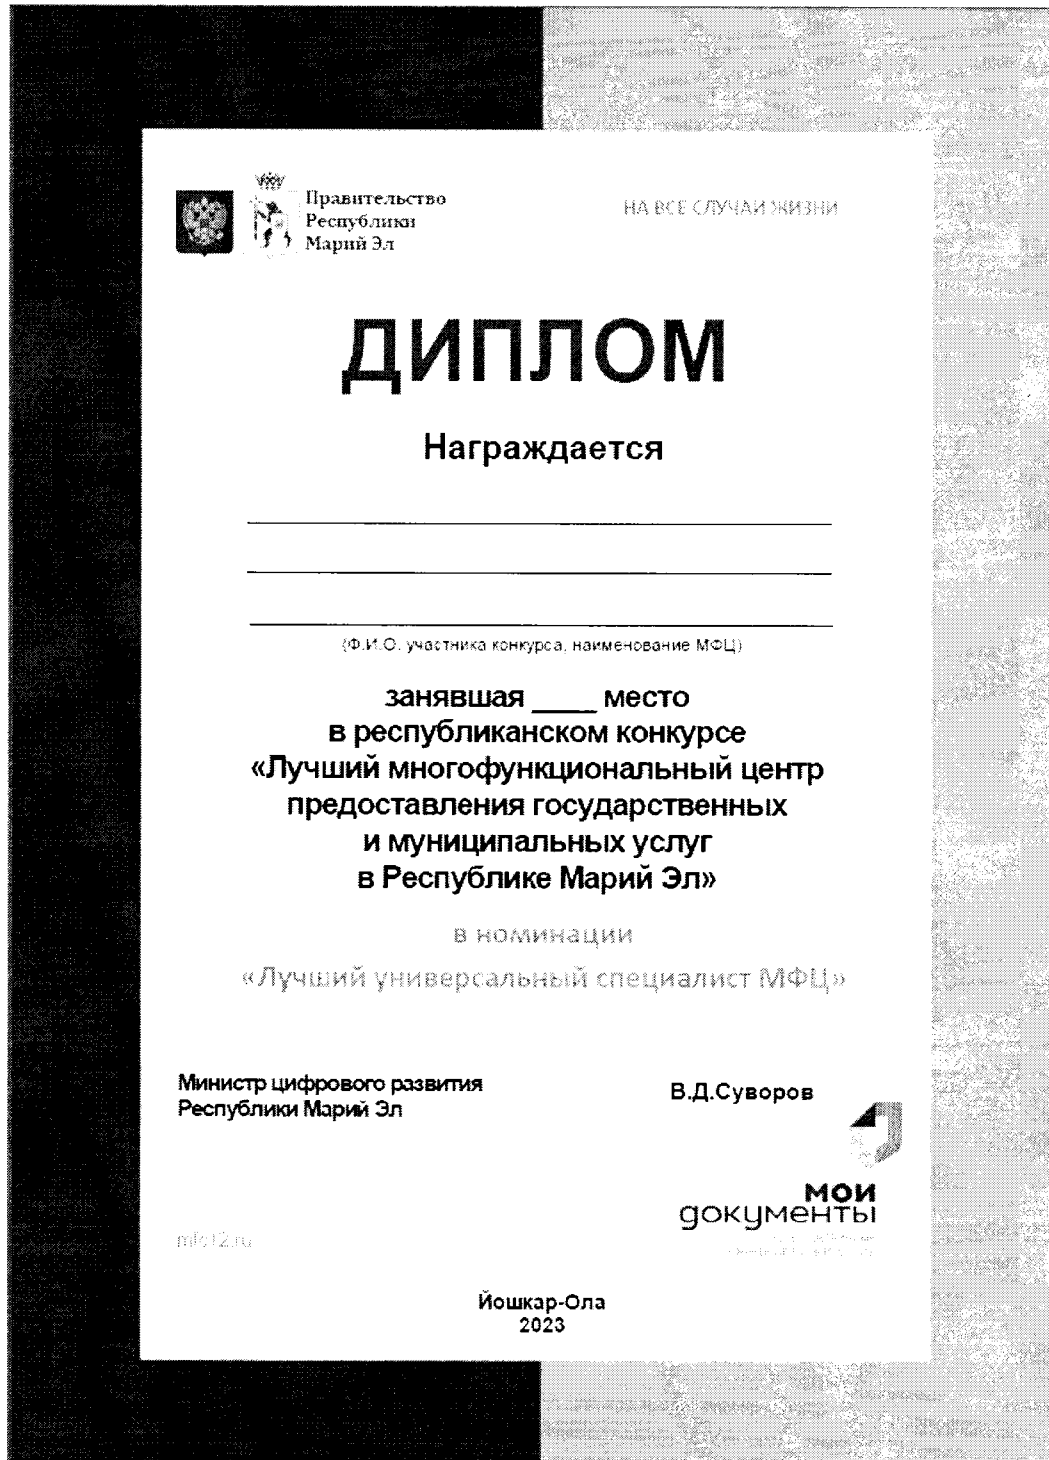 Правительство
Республики
Марий Эл
НА ВСЕ СЛУЧАИ ЖИЗНИ
ДИПЛОМ
Награждается
(Ф.И.О. участника конкурса, наименование МФЦ)
занявшая ____ место
в республиканском конкурсе
«Лучший многофункциональный центр
предоставления государственных
и муниципальных услуг
в Республике Марий Эл»
в номинации
«Лучший универсальный специалист МФЦ»
Министр цифрового развития
Республики Марий Эл
В.Д.Суворов
мои
документы
mfc12.ru
Йошкар-Ола
2023